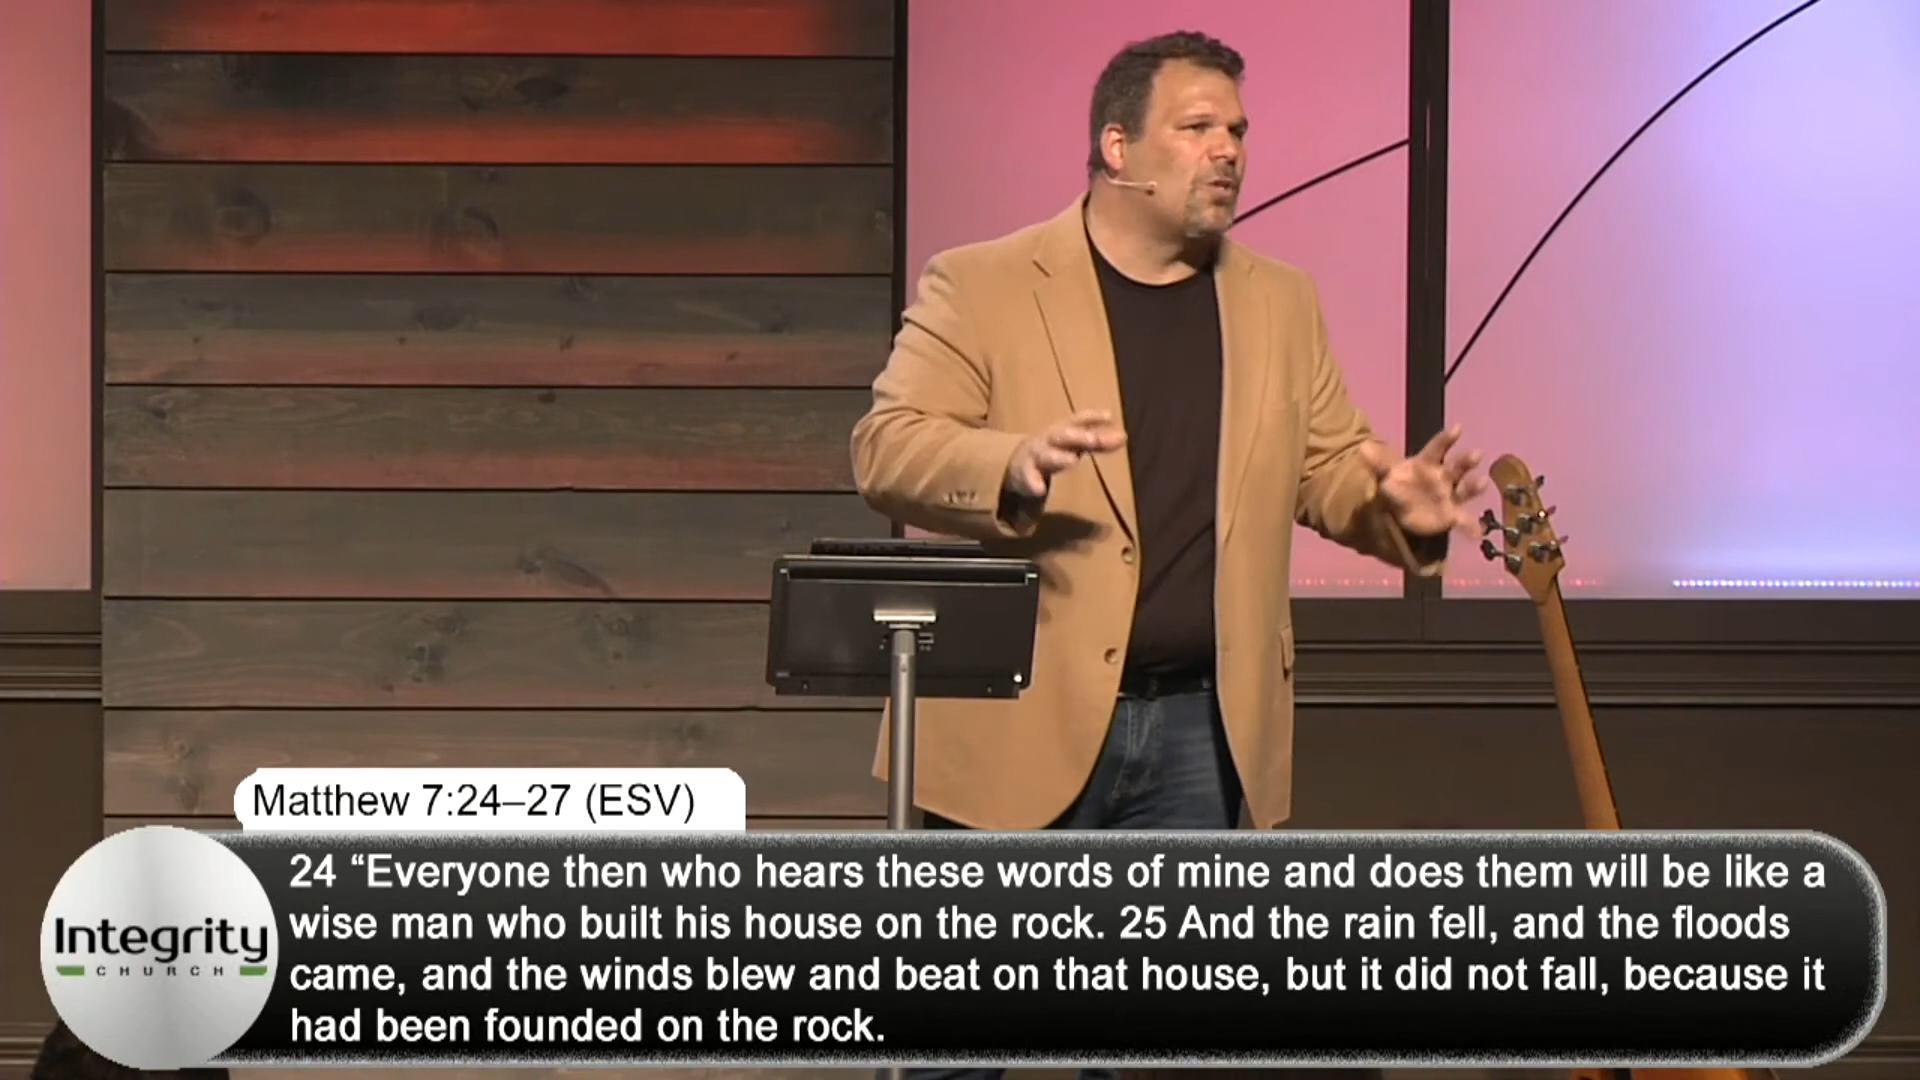 Matthew 7:24–27 (ESV)
24 “Everyone then who hears these words of mine and does them will be like a
wise man who built his house on the rock. 25 And the rain fell, and the floods
came, and the winds blew and beat on that house, but it did not fall, because it
had been founded on the rock.
Integrity
CHURCH